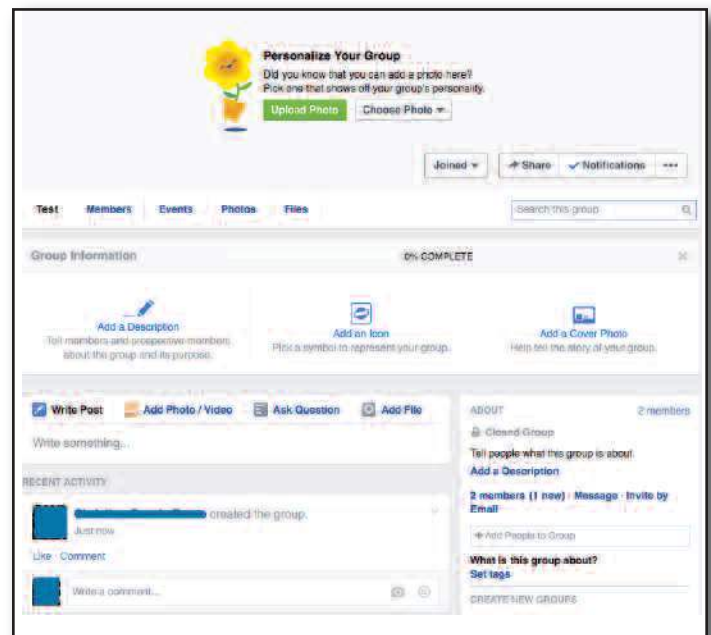 Personalize Your Group
Did you know that you can add a photo here?
Pick one that shows off your group's personality.
Upload Photo Choose Photo
Joined Share Notifications
Test Members Events Photos Files Search this group
Group Information 0% COMPLETE
Add a Description
Tell members and prospective members
about the group and its purpose.
Add an Icon
Pick a symbol to represent your group.
Add a Cover Photo
Help tell the story of your group.
Write Post Add Photo / Video Ask Question Add File
Write something...
RECENT ACTIVITY
created the group.
Just now
Like · Comment
Write a comment...
ABOUT 2 members
Closed Group
Tell people what this group is about.
Add a Description
2 members (1 new) · Message · Invite by
Email
+ Add People to Group
What is this group about?
Set tags
CREATE NEW GROUPS